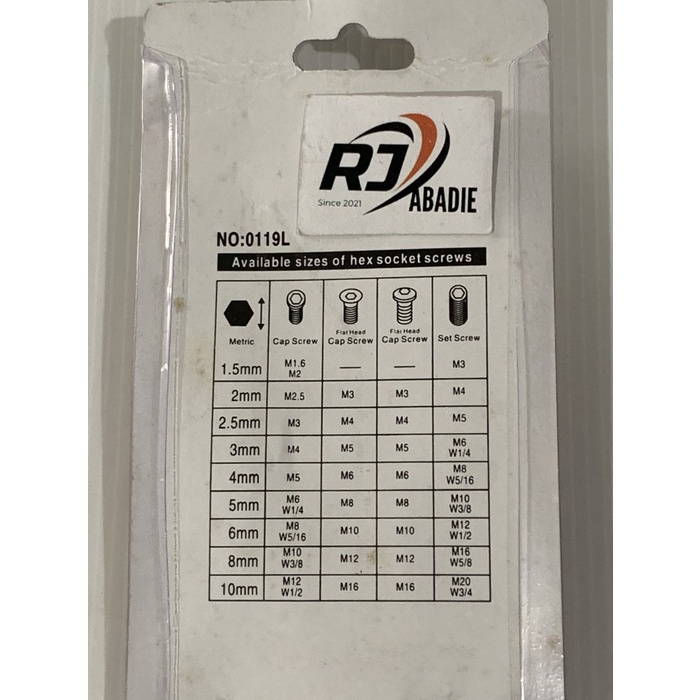 RJ
ABADIE
Since 2021
NO:0119L
Available sizes of hex socket screws
Metric Cap Screw Flat Head Cap Screw Flat Head Cap Screw Set Screw
1.5mm M1.6 M2 — — M3
2mm M2.5 M3 M3 M4
2.5mm M3 M4 M4 M5
3mm M4 M5 M5 M6 W1/4
4mm M5 M6 M6 M8 W5/16
5mm M6 W1/4 M8 M8 M10 W3/8
6mm M8 W5/16 M10 M10 M12 W1/2
8mm M10 W3/8 M12 M12 M16 W5/8
10mm M12 W1/2 M16 M16 M20 W3/4